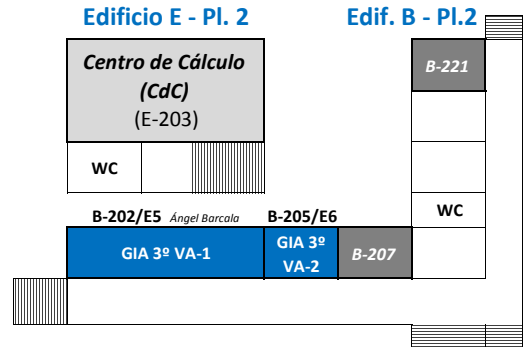 Edificio E - Pl. 2
Edif. B - Pl.2
Centro de Cálculo
(CdC)
(E-203)
B-221
WC
WC
B-202/E5 Ángel Barcala
B-205/E6
GIA 3º VA-1
GIA 3º
VA-2
B-207